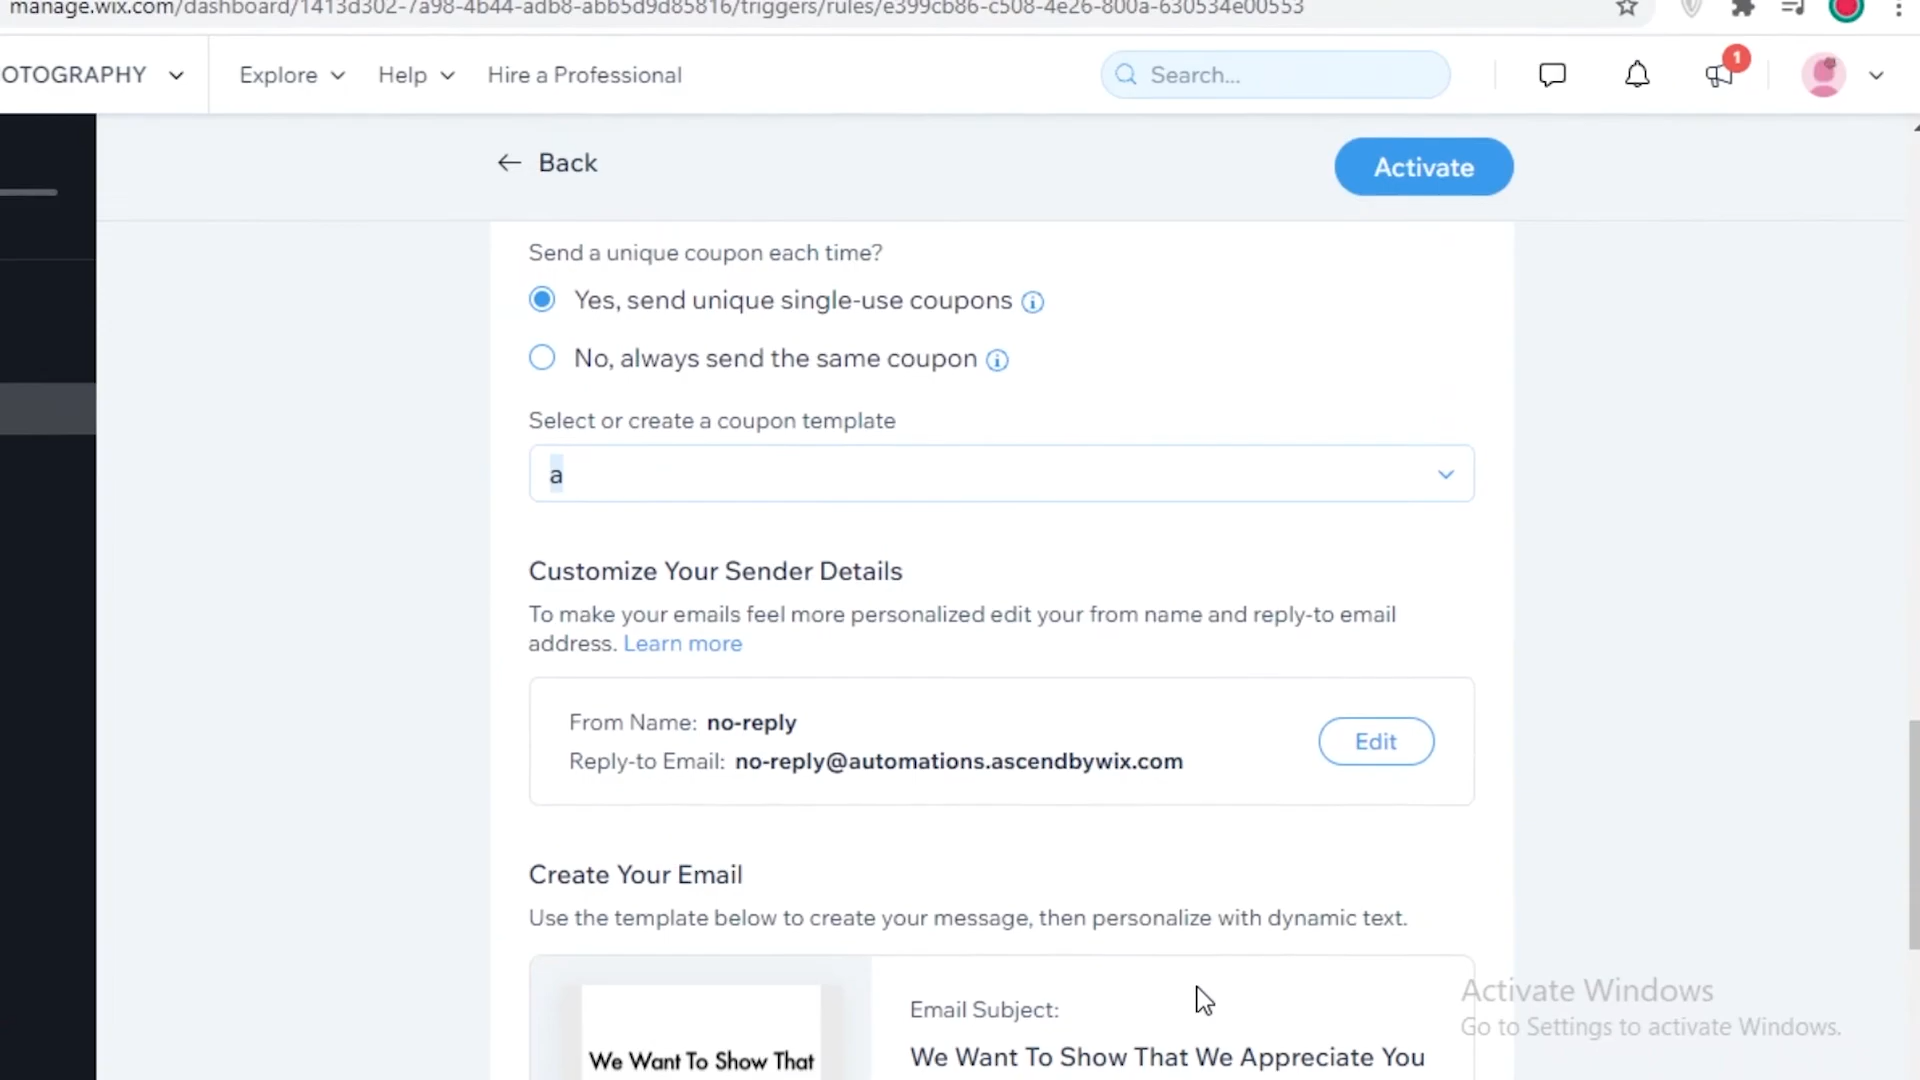 manage.wix.com/dashboard/1413d302-7a98-4b44-adb8-abb5d9d85816/triggers/rules/e399cb86-c508-4e26-800a-630534e00553
OTOGRAPHY
Explore
Help
Hire a Professional
Search...
1
Back
Activate
Send a unique coupon each time?
Yes, send unique single-use coupons
No, always send the same coupon
Select or create a coupon template
a
Customize Your Sender Details
To make your emails feel more personalized edit your from name and reply-to email
address. Learn more
From Name: no-reply
Reply-to Email: no-reply@automations.ascendbywix.com
Edit
Create Your Email
Use the template below to create your message, then personalize with dynamic text.
We Want To Show That
Email Subject:
We Want To Show That We Appreciate You
Activate Windows
Go to Settings to activate Windows.